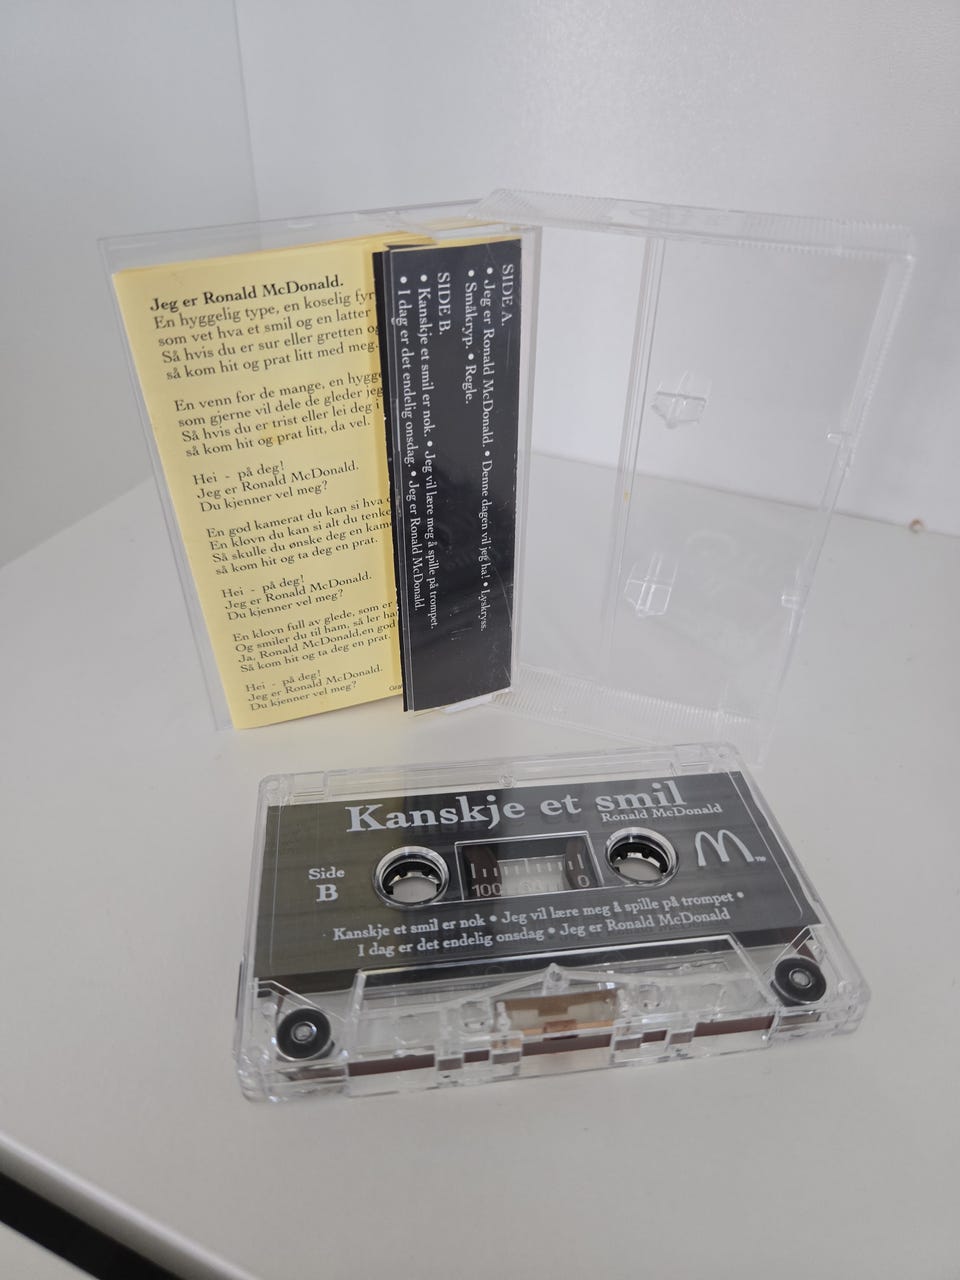 Jeg er Ronald McDonald.
En hyggelig type, en koselig fyr
som vet hva et smil og en latter
Så hvis du er sur eller gretten og
så kom hit og prat litt med meg.
En venn for de mange, en hygge
som gjerne vil dele de gleder jeg
Så hvis du er trist eller lei deg i
så kom hit og prat litt, da vel.
Hei - på deg!
Jeg er Ronald McDonald.
Du kjenner vel meg?
En god kamerat du kan si hva
En klovn du kan si alt du tenke
Så skulle du ønske deg en kame
så kom hit og ta deg en prat.
Hei - på deg!
Jeg er Ronald McDonald.
Du kjenner vel meg?
En klovn full av glede, som er
Og smiler du til ham, så ler han
Ja, Ronald McDonald,en god
Så kom hit og ta deg en prat.
Hei - på deg!
Jeg er Ronald McDonald.
Du kjenner vel meg?
SIDE A.
• Jeg er Ronald McDonald. • Denne dagen vil jeg ha! • Lyskryss.
• Småkryp. • Regle.
SIDE B.
• Kanskje et smil er nok. • Jeg vil lære meg å spille på trompet.
• I dag er det endelig onsdag. • Jeg er Ronald McDonald.
Kanskje et smil
Ronald McDonald
Side
B
100 50 0
TM
Kanskje et smil er nok • Jeg vil lære meg å spille på trompet •
I dag er det endelig onsdag • Jeg er Ronald McDonald